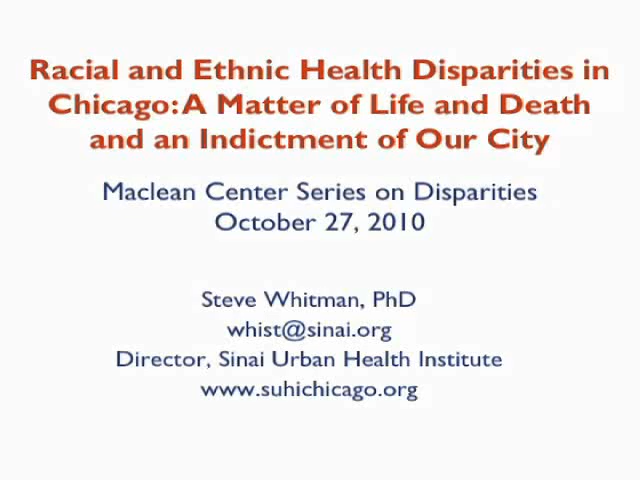 Racial and Ethnic Health Disparities in
Chicago: A Matter of Life and Death
and an Indictment of Our City
Maclean Center Series on Disparities
October 27, 2010
Steve Whitman, PhD
whist@sinai.org
Director, Sinai Urban Health Institute
www.suhichicago.org